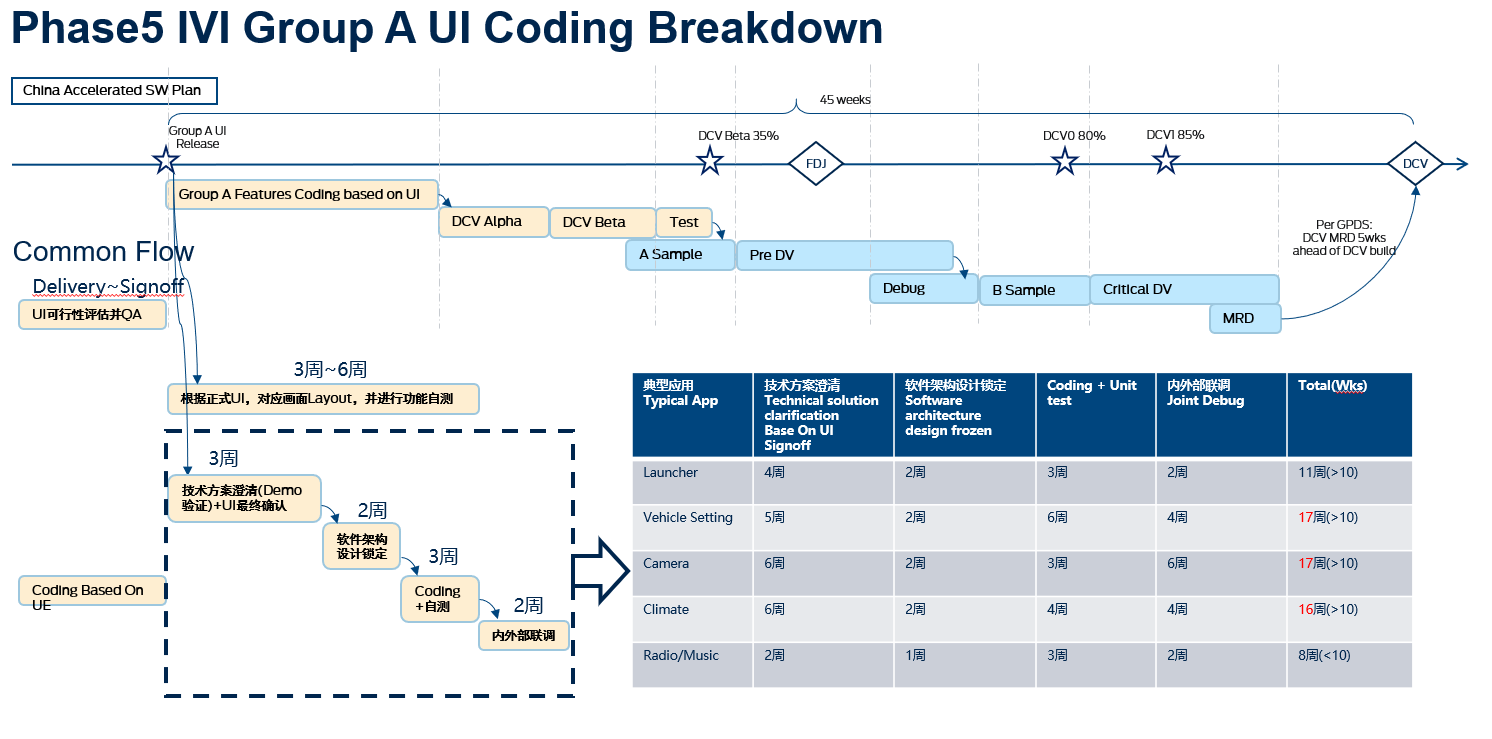 Phase5 IVI Group A UI Coding Breakdown
China Accelerated SW Plan
45 weeks
Group A UI
Release
DCV Beta 35%
FDJ
DCV0 80%
DCV1 85%
DCV
Group A Features Coding based on UI
DCV Alpha
DCV Beta
Test
A Sample
Pre DV
Debug
B Sample
Critical DV
MRD
Per GPDS:
DCV MRD 5wks
ahead of DCV build
Common Flow
Delivery~Signoff
UI可行性评估并QA
3周~6周
根据正式UI，对应画面Layout，并进行功能自测
3周
技术方案澄清(Demo
验证)+UI最终确认
2周
软件架构
设计锁定
3周
Coding
+自测
2周
内外部联调
Coding Based On
UE
典型应用
Typical App
技术方案澄清
Technical solution
clarification
Base On UI
Signoff
软件架构设计锁定
Software
architecture
design frozen
Coding + Unit
test
内外部联调
Joint Debug
Total(Wks)
Launcher 4周 2周 3周 2周 11周(>10)
Vehicle Setting 5周 2周 6周 4周 17周(>10)
Camera 6周 2周 3周 6周 17周(>10)
Climate 6周 2周 4周 4周 16周(>10)
Radio/Music 2周 1周 3周 2周 8周(<10)